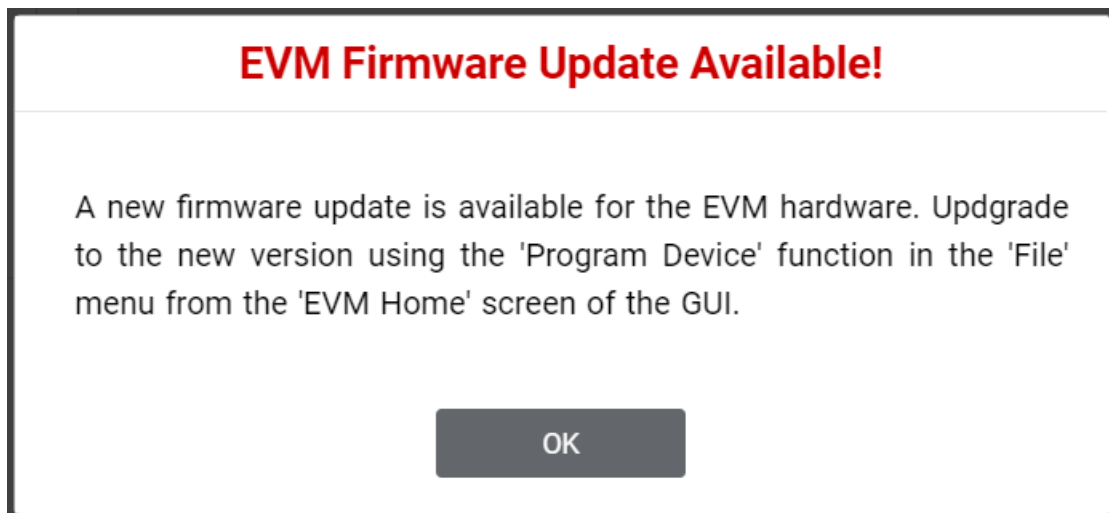 EVM Firmware Update Available!
A new firmware update is available for the EVM hardware. Updgrade
to the new version using the 'Program Device' function in the 'File'
menu from the 'EVM Home' screen of the GUI.
OK